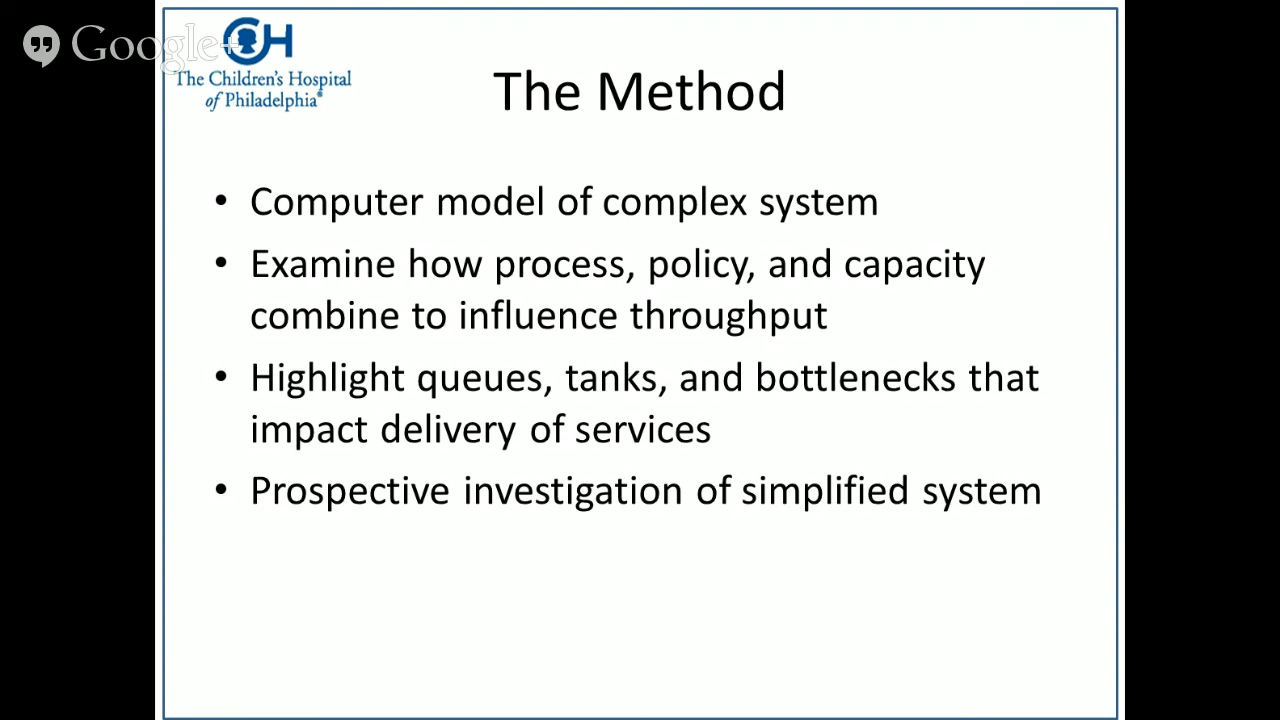 Google+
CH
The Children's Hospital
of Philadelphia®
The Method
• Computer model of complex system
• Examine how process, policy, and capacity
combine to influence throughput
• Highlight queues, tanks, and bottlenecks that
impact delivery of services
• Prospective investigation of simplified system